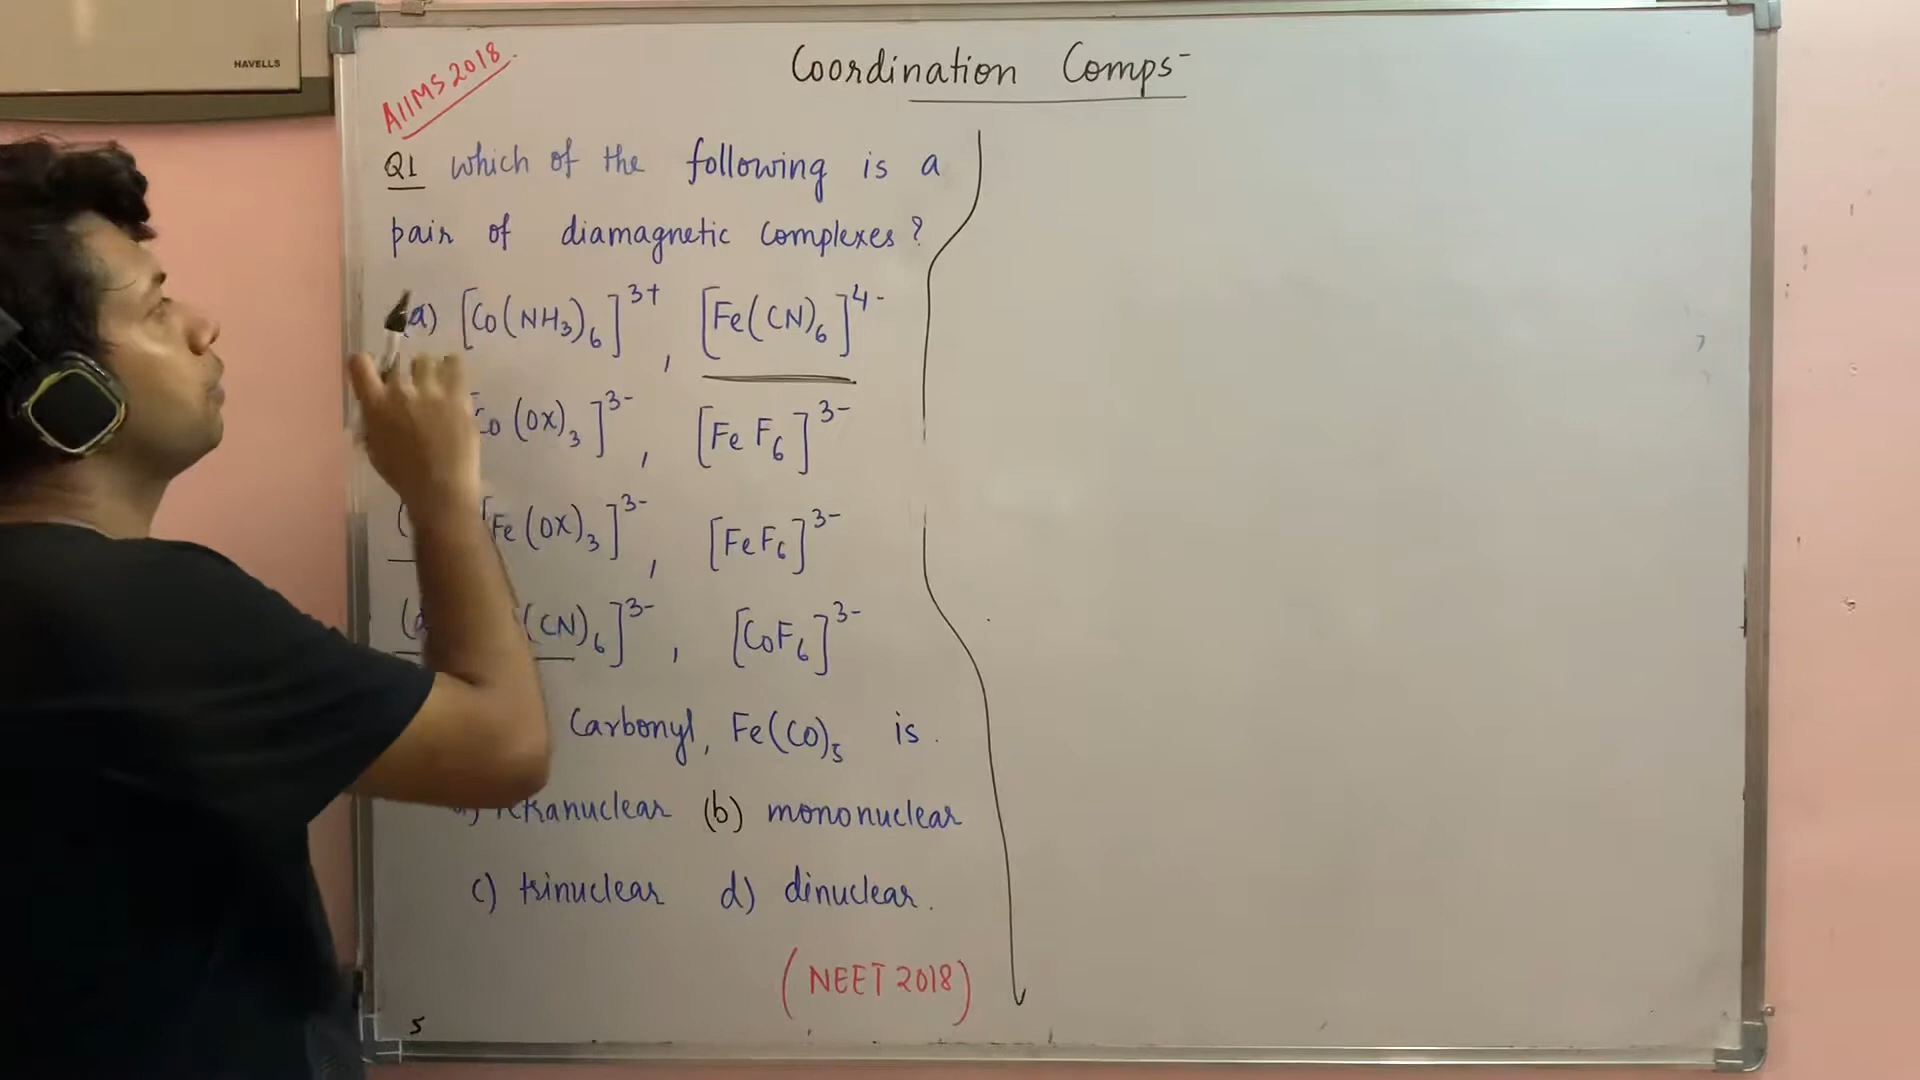 HAVELLS
AIIMS 2018.
Coordination Comps-
Q1 which of the following is a
pair of diamagnetic complexes?
(a) [Co(NH₃)₆]³⁺, [Fe(CN)₆]⁴⁻
Co(OX)₃]³⁻, [FeF₆]³⁻
( [Fe(OX)₃]³⁻, [FeF₆]³⁻
(CN)₆]³⁻, [CoF₆]³⁻
Carbonyl, Fe(CO)₅ is.
(b) mononuclear
c) trinuclear d) dinuclear.
(NEET 2018)
5